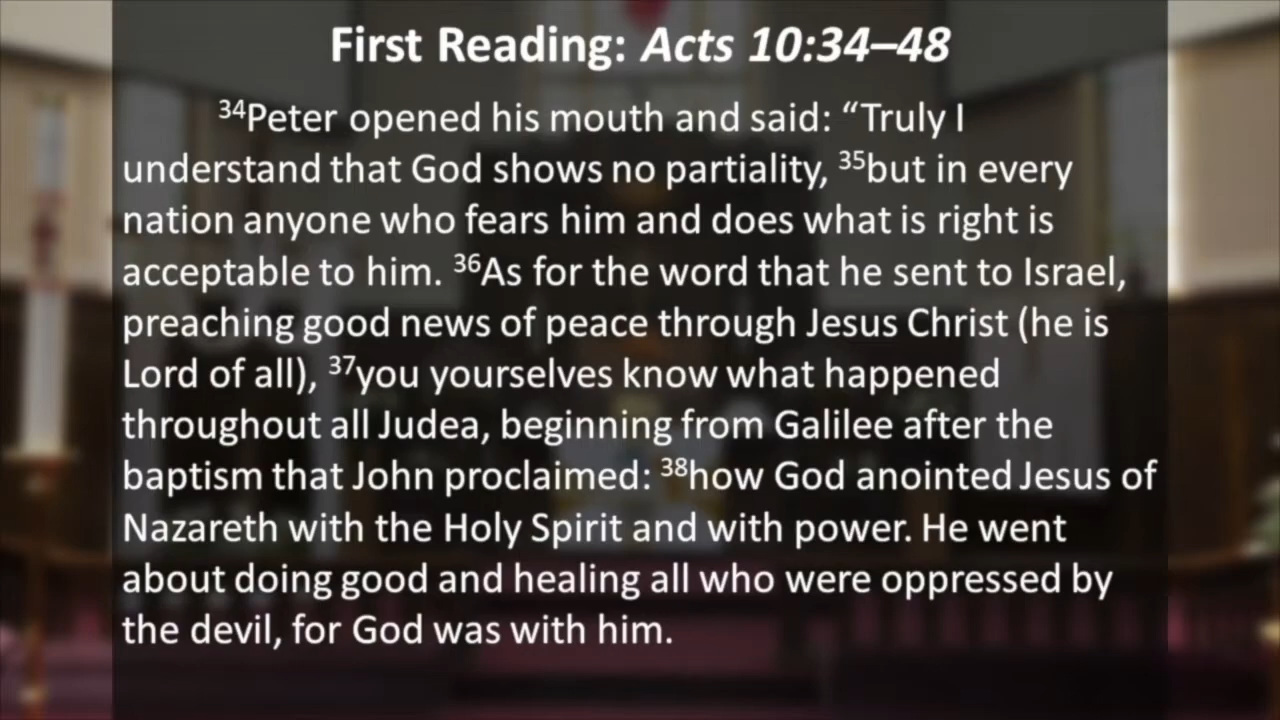 First Reading: Acts 10:34–48
³⁴Peter opened his mouth and said: “Truly I
understand that God shows no partiality, ³⁵but in every
nation anyone who fears him and does what is right is
acceptable to him. ³⁶As for the word that he sent to Israel,
preaching good news of peace through Jesus Christ (he is
Lord of all), ³⁷you yourselves know what happened
throughout all Judea, beginning from Galilee after the
baptism that John proclaimed: ³⁸how God anointed Jesus of
Nazareth with the Holy Spirit and with power. He went
about doing good and healing all who were oppressed by
the devil, for God was with him.